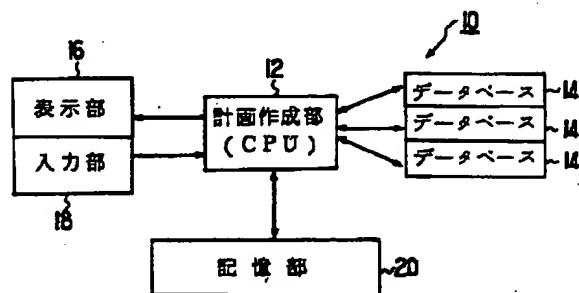 10
16
12
表示部
計画作成部
(CPU)
データベース
14
データベース
14
データベース
14
入力部
18
記憶部
20